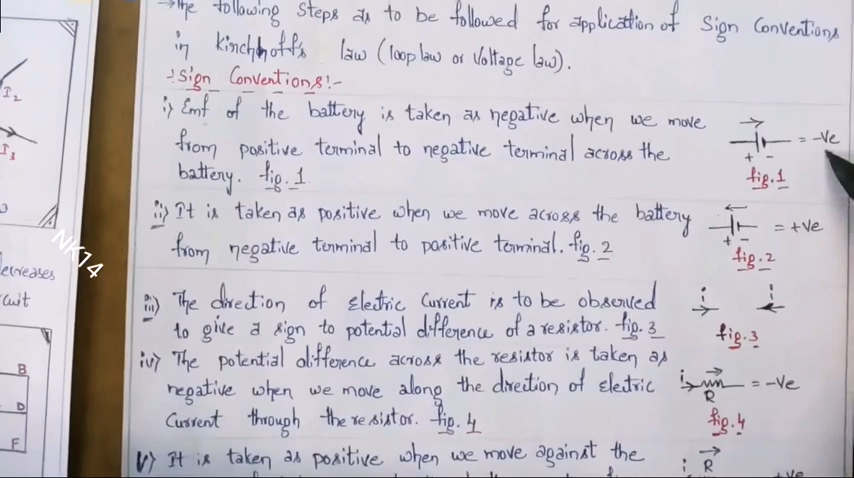 →The following steps as to be followed for application of Sign Conventions
in Kirchhoff's law (loop law or Voltage law).
:Sign Conventions:-
i) Emf of the battery is taken as negative when we move
from positive terminal to negative terminal across the
battery. fig.1
→ + - = -ve
fig.1
ii) It is taken as positive when we move across the battery
from negative terminal to positive terminal. fig.2
← + - = +ve
fig.2
iii) The direction of electric current is to be observed
to give a sign to potential difference of a resistor. fig.3
i i
fig.3
iv) The potential difference across the resistor is taken as
negative when we move along the direction of electric
current through the resistor. fig.4
i → R = -Ve
fig.4
v) It is taken as positive when we move against the
i → R
+ve
I2
I3
NK14
decreases
cuit
B
D
F